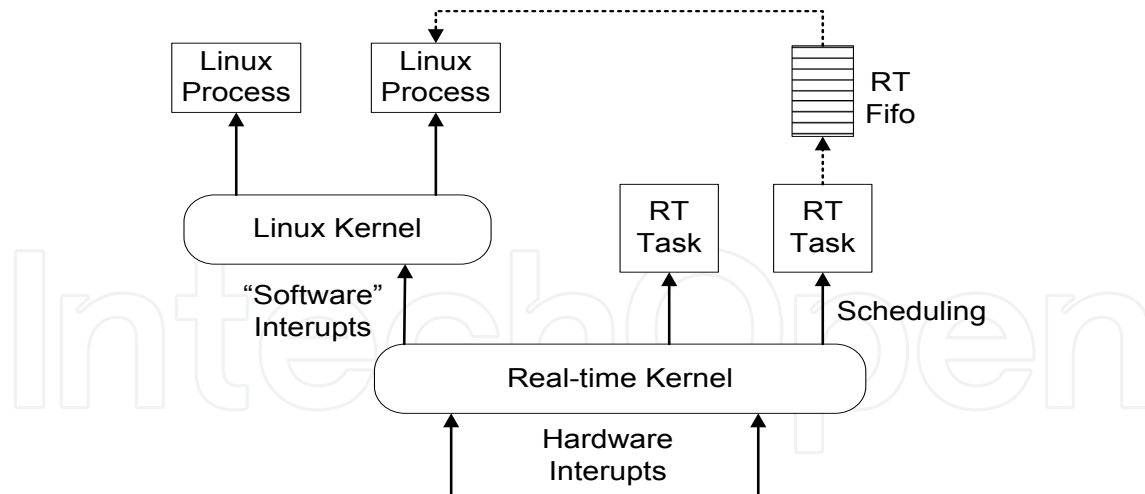 Linux
Process
Linux
Process
RT
Fifo
Linux Kernel
RT
Task
RT
Task
“Software”
Interupts
Scheduling
Real-time Kernel
Hardware
Interupts
IntechOpen